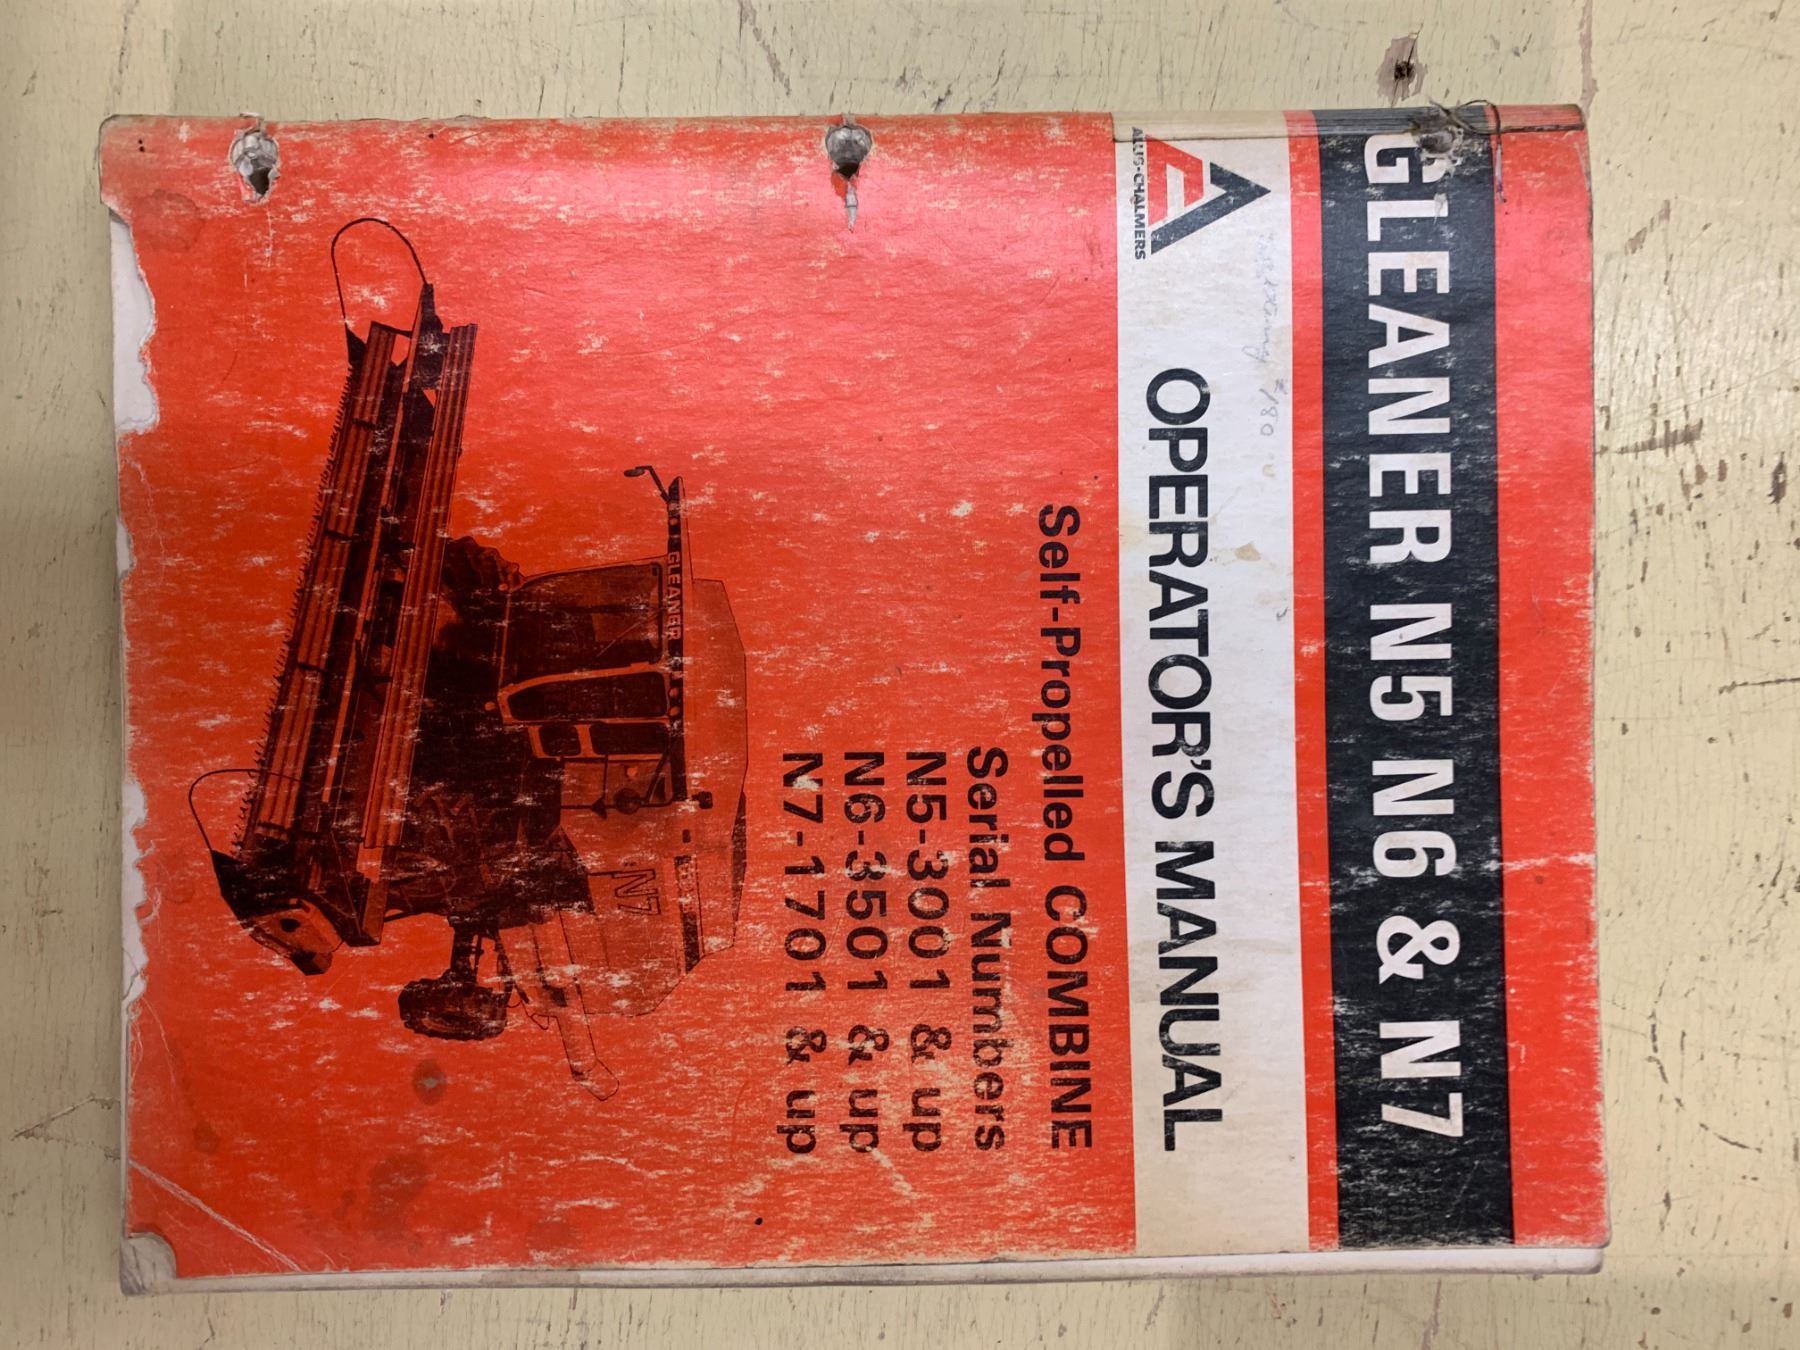 GLEANER N5 N6 & N7
ALLIS-CHALMERS
OPERATOR'S MANUAL
Self-Propelled COMBINE
Serial Numbers
N5-3001 & up
N6-3501 & up
N7-1701 & up
GLEANER
N7